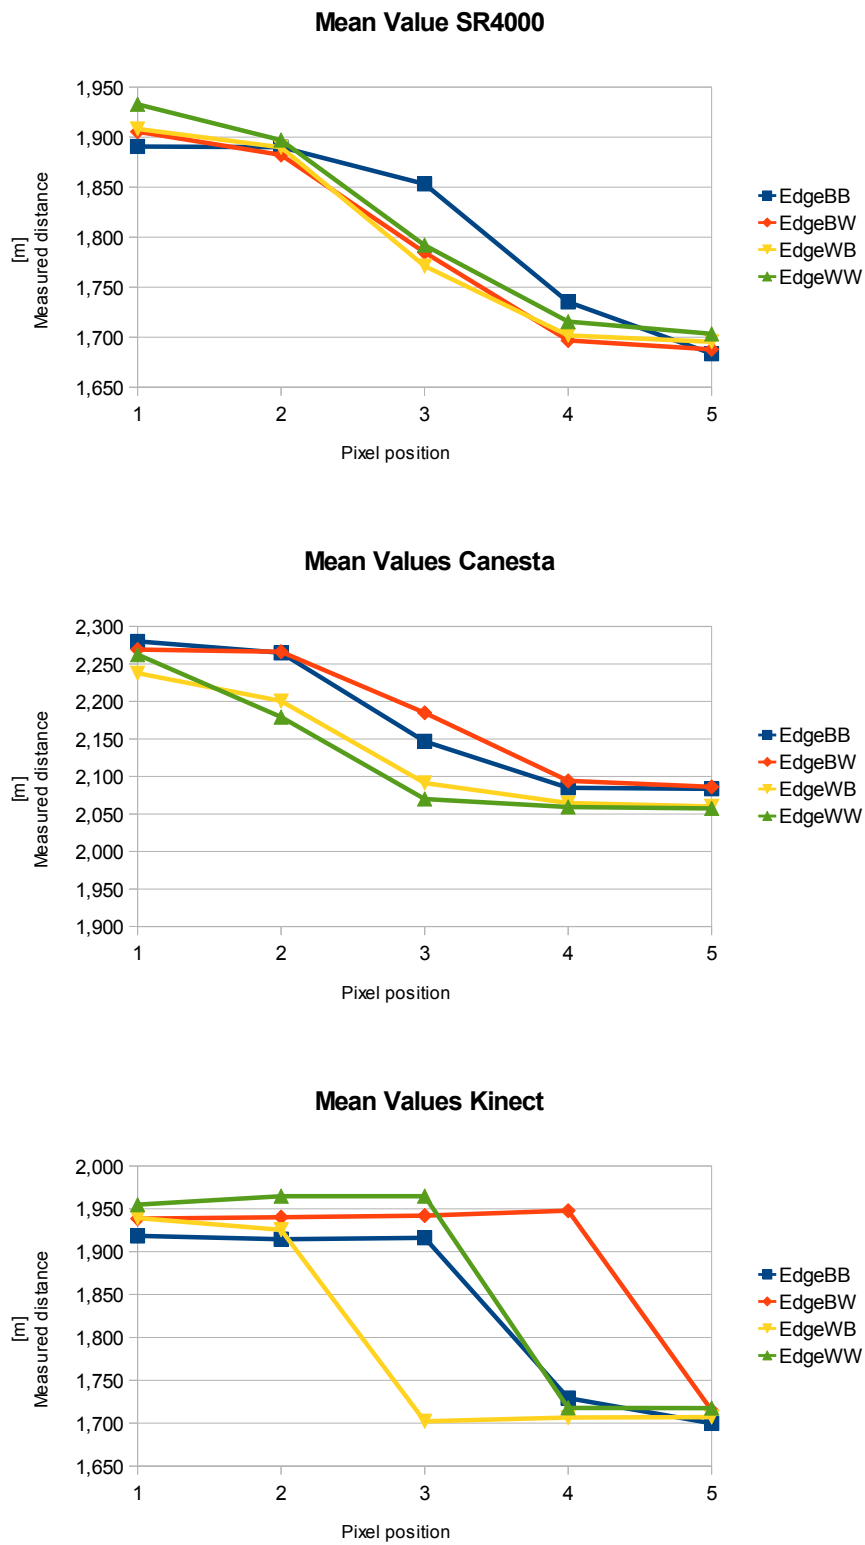 Mean Value SR4000
1,950
1,900
1,850
1,800
1,750
1,700
1,650
[m]
Measured distance
1 2 3 4 5
Pixel position
EdgeBB
EdgeBW
EdgeWB
EdgeWW
Mean Values Canesta
2,300
2,250
2,200
2,150
2,100
2,050
2,000
1,950
1,900
[m]
Measured distance
1 2 3 4 5
Pixel position
EdgeBB
EdgeBW
EdgeWB
EdgeWW
Mean Values Kinect
2,000
1,950
1,900
1,850
1,800
1,750
1,700
1,650
[m]
Measured distance
1 2 3 4 5
Pixel position
EdgeBB
EdgeBW
EdgeWB
EdgeWW